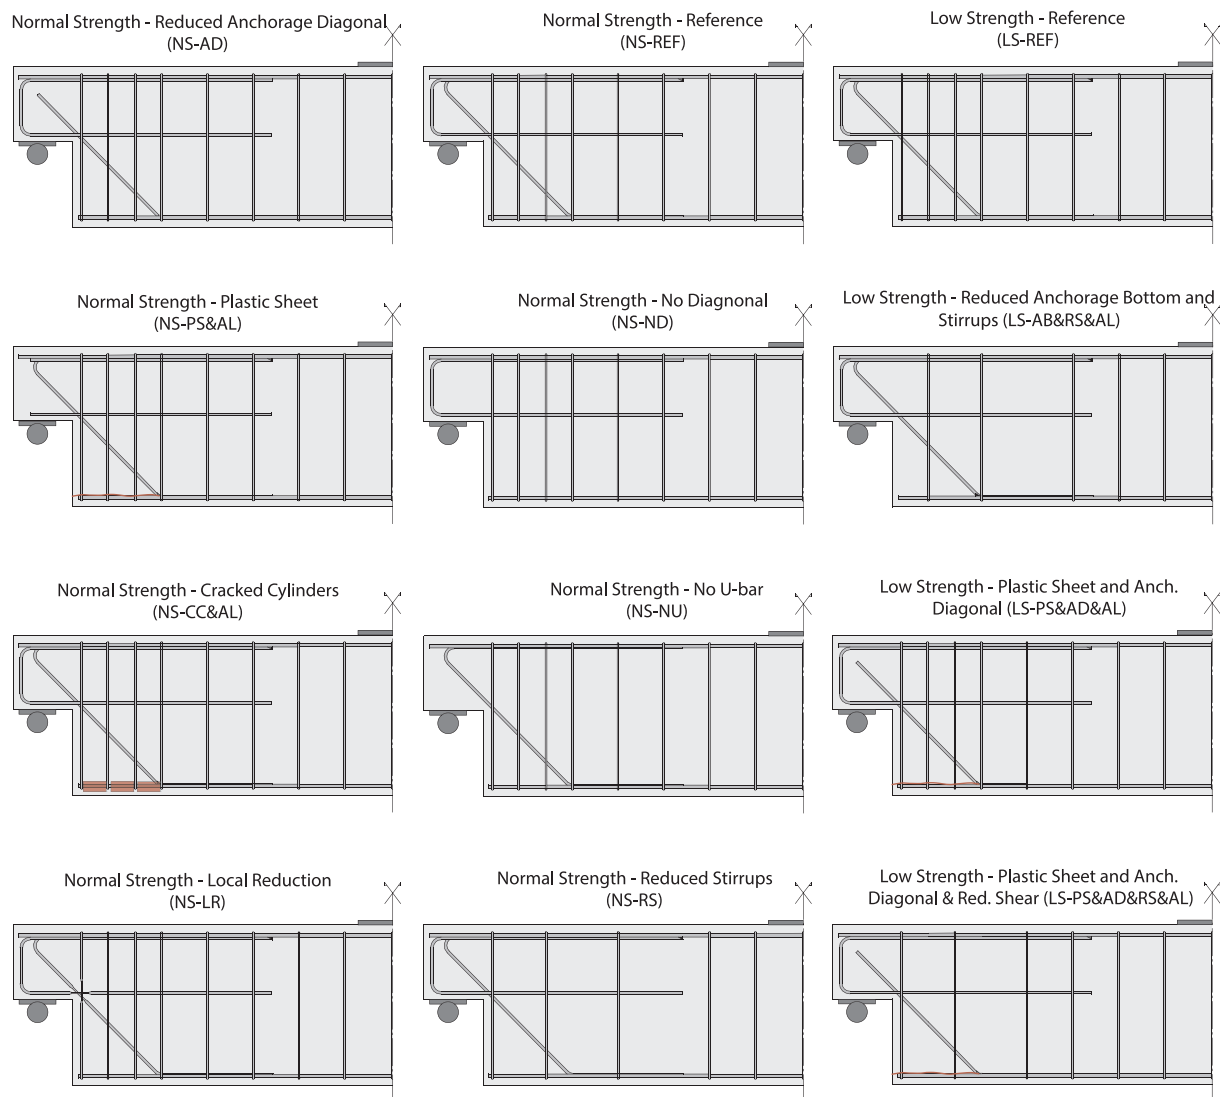 Normal Strength - Reduced Anchorage Diagonal
(NS-AD)
Normal Strength - Reference
(NS-REF)
Low Strength - Reference
(LS-REF)
Normal Strength - Plastic Sheet
(NS-PS&AL)
Normal Strength - No Diagnonal
(NS-ND)
Low Strength - Reduced Anchorage Bottom and
Stirrups (LS-AB&RS&AL)
Normal Strength - Cracked Cylinders
(NS-CC&AL)
Normal Strength - No U-bar
(NS-NU)
Low Strength - Plastic Sheet and Anch.
Diagonal (LS-PS&AD&AL)
Normal Strength - Local Reduction
(NS-LR)
Normal Strength - Reduced Stirrups
(NS-RS)
Low Strength - Plastic Sheet and Anch.
Diagonal & Red. Shear (LS-PS&AD&RS&AL)